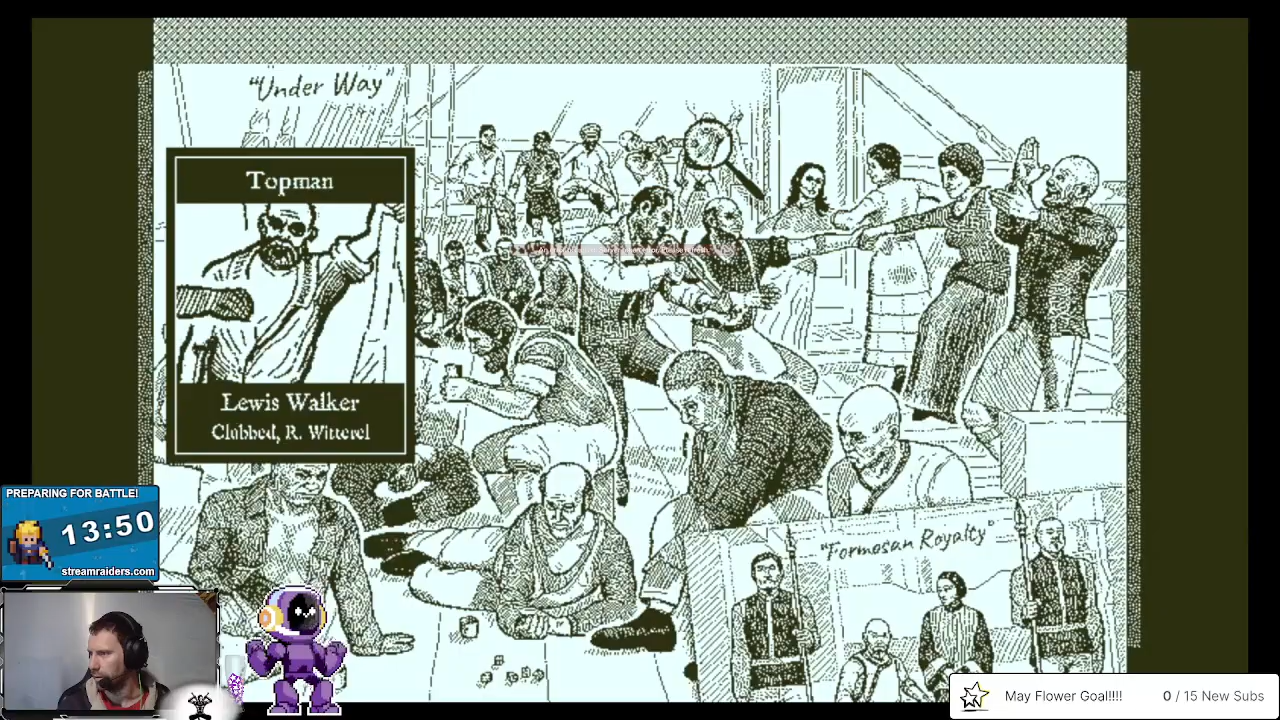 "Under Way"
Topman
Lewis Walker
Clubbed, R. Witterel
"Formosan Royalty"
PREPARING FOR BATTLE!
13:50
streamraiders.com
May Flower Goal!!!! 0 / 15 New Subs